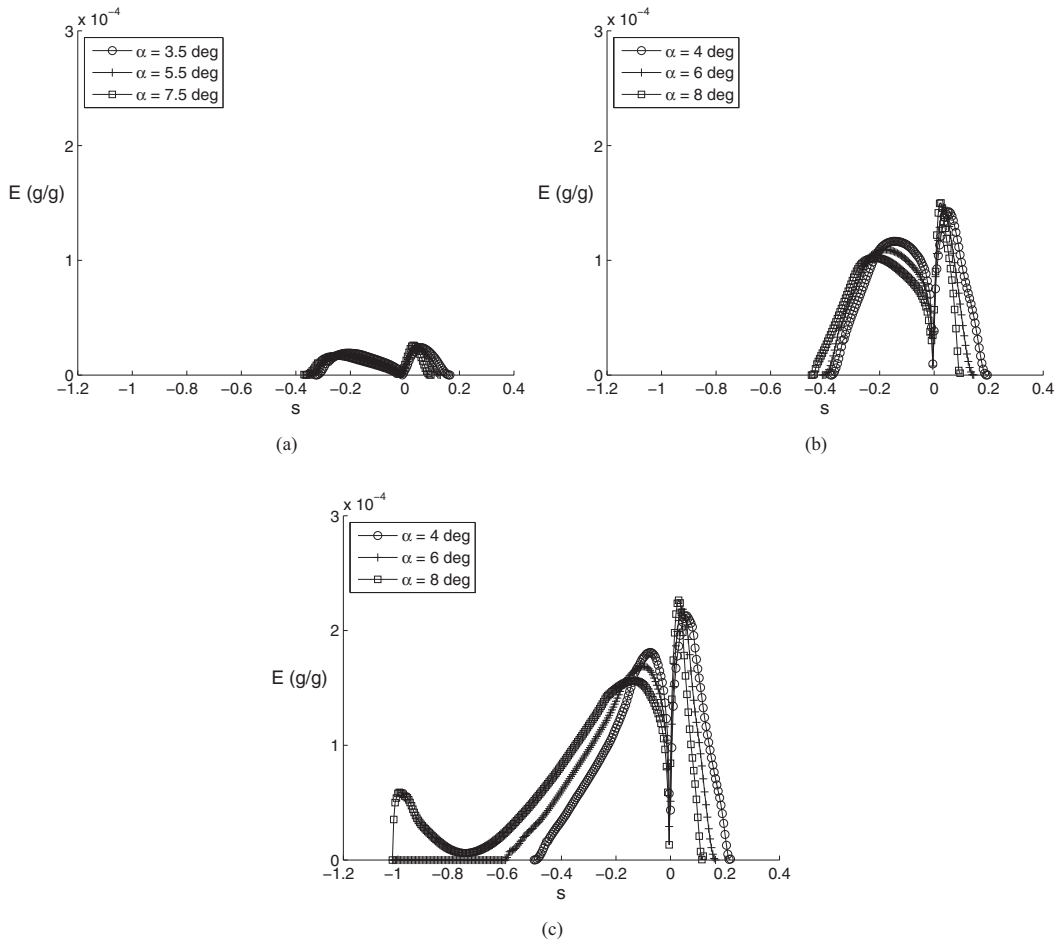 x 10⁻⁴
3
α = 3.5 deg
α = 5.5 deg
α = 7.5 deg
2
E (g/g)
1
0
−1.2 −1 −0.8 −0.6 −0.4 −0.2 0 0.2 0.4
s
(a)
x 10⁻⁴
3
α = 4 deg
α = 6 deg
α = 8 deg
2
E (g/g)
1
0
−1.2 −1 −0.8 −0.6 −0.4 −0.2 0 0.2 0.4
s
(b)
x 10⁻⁴
3
α = 4 deg
α = 6 deg
α = 8 deg
2
E (g/g)
1
0
−1.2 −1 −0.8 −0.6 −0.4 −0.2 0 0.2 0.4
s
(c)